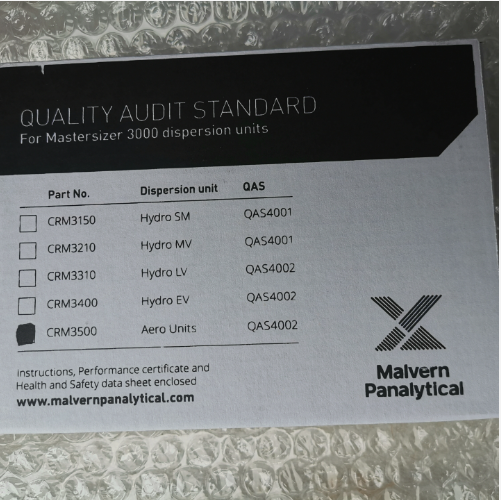 QUALITY AUDIT STANDARD
For Mastersizer 3000 dispersion units
Part No. Dispersion unit QAS
CRM3150 Hydro SM QAS4001
CRM3210 Hydro MV QAS4001
CRM3310 Hydro LV QAS4002
CRM3400 Hydro EV QAS4002
CRM3500 Aero Units QAS4002
Instructions, Performance certificate and
Health and Safety data sheet enclosed
www.malvernpanalytical.com
Malvern
Panalytical